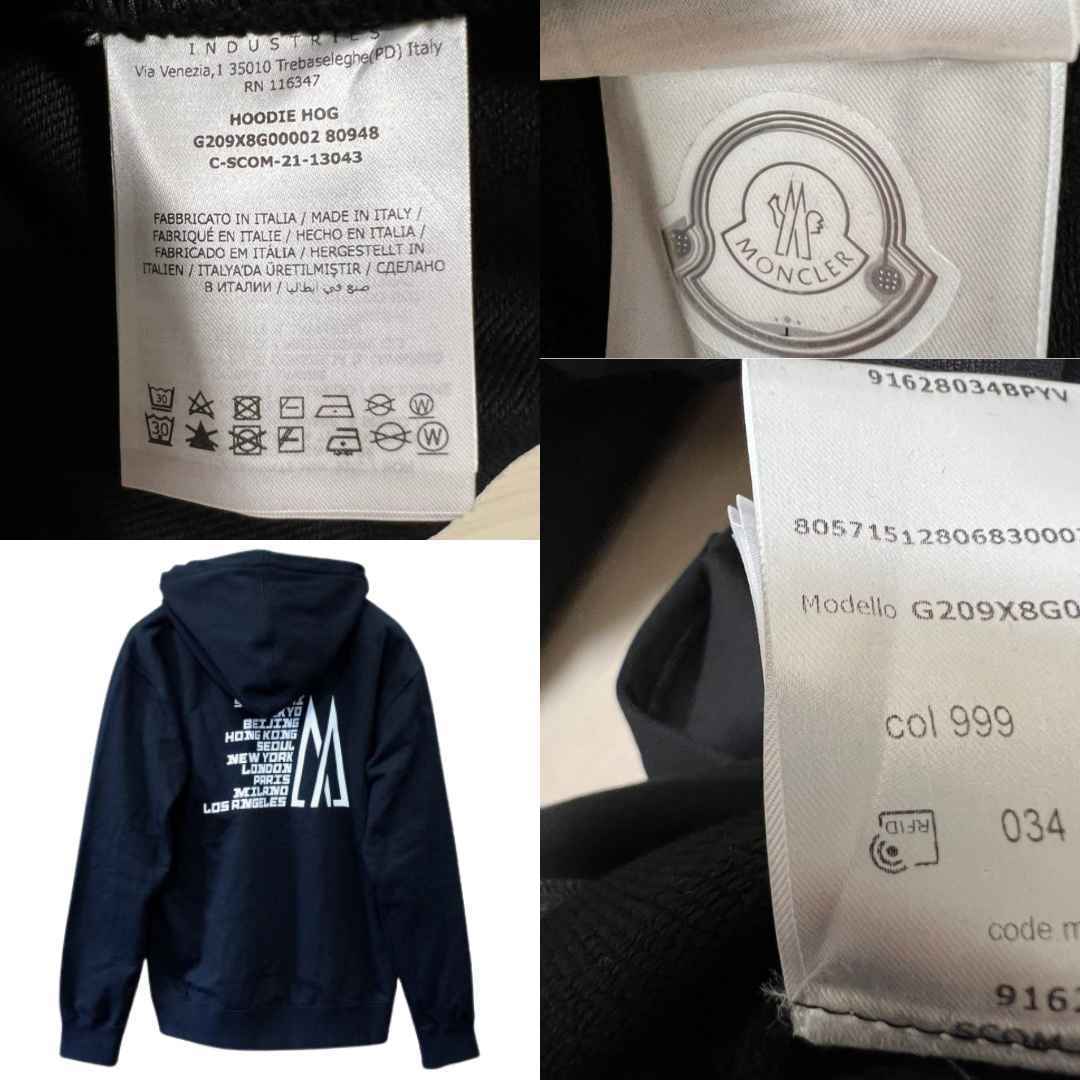 INDUSTRIES
Via Venezia,1 35010 Trebaseleghe(PD) Italy
RN 116347
HOODIE HOG
G209X8G00002 80948
C-SCOM-21-13043
FABBRICATO IN ITALIA / MADE IN ITALY /
FABRIQUÉ EN ITALIE / HECHO EN ITALIA /
FABRICADO EM ITÁLIA / HERGESTELLT IN
ITALIEN / ITALYA'DA ÜRETILMIŞTIR / СДЕЛАНО
В ИТАЛИИ / صنع في ايطاليا
30
W
30
W
MONCLER
91628034BPYV
8057151280683000
Modello G209X8G0
col 999
RFID
034
code m
9162
SCOM
BEIJING
HONG KONG
SEOUL
NEW YORK
LONDON
PARIS
MILANO
LOS ANGELES